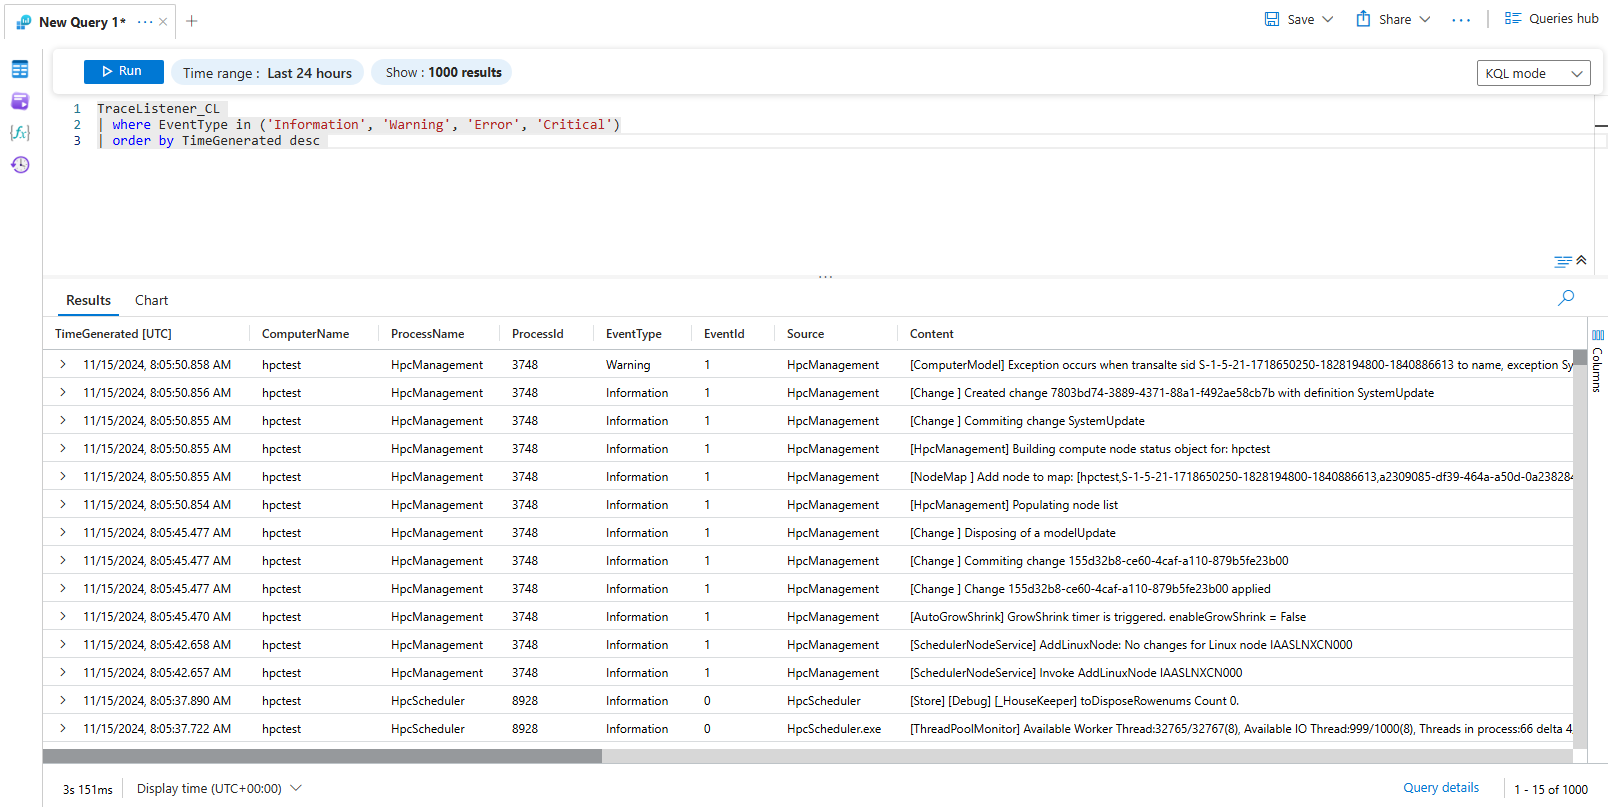 New Query 1* ··· × +
Save Share ··· Queries hub
Run Time range : Last 24 hours Show : 1000 results KQL mode
1 TraceListener_CL
2 | where EventType in ('Information', 'Warning', 'Error', 'Critical')
3 | order by TimeGenerated desc
Results Chart
TimeGenerated [UTC] ComputerName ProcessName ProcessId EventType EventId Source Content
11/15/2024, 8:05:50.858 AM hpctest HpcManagement 3748 Warning 1 HpcManagement [ComputerModel] Exception occurs when transalte sid S-1-5-21-1718650250-1828194800-1840886613 to name, exception Sy
11/15/2024, 8:05:50.856 AM hpctest HpcManagement 3748 Information 1 HpcManagement [Change ] Created change 7803bd74-3889-4371-88a1-f492ae58cb7b with definition SystemUpdate
11/15/2024, 8:05:50.855 AM hpctest HpcManagement 3748 Information 1 HpcManagement [Change ] Commiting change SystemUpdate
11/15/2024, 8:05:50.855 AM hpctest HpcManagement 3748 Information 1 HpcManagement [HpcManagement] Building compute node status object for: hpctest
11/15/2024, 8:05:50.855 AM hpctest HpcManagement 3748 Information 1 HpcManagement [NodeMap ] Add node to map: [hpctest,S-1-5-21-1718650250-1828194800-1840886613,a2309085-df39-464a-a50d-0a238284
11/15/2024, 8:05:50.854 AM hpctest HpcManagement 3748 Information 1 HpcManagement [HpcManagement] Populating node list
11/15/2024, 8:05:45.477 AM hpctest HpcManagement 3748 Information 1 HpcManagement [Change ] Disposing of a modelUpdate
11/15/2024, 8:05:45.477 AM hpctest HpcManagement 3748 Information 1 HpcManagement [Change ] Commiting change 155d32b8-ce60-4caf-a110-879b5fe23b00
11/15/2024, 8:05:45.477 AM hpctest HpcManagement 3748 Information 1 HpcManagement [Change ] Change 155d32b8-ce60-4caf-a110-879b5fe23b00 applied
11/15/2024, 8:05:45.470 AM hpctest HpcManagement 3748 Information 1 HpcManagement [AutoGrowShrink] GrowShrink timer is triggered. enableGrowShrink = False
11/15/2024, 8:05:42.658 AM hpctest HpcManagement 3748 Information 1 HpcManagement [SchedulerNodeService] AddLinuxNode: No changes for Linux node IAASLNXCN000
11/15/2024, 8:05:42.657 AM hpctest HpcManagement 3748 Information 1 HpcManagement [SchedulerNodeService] Invoke AddLinuxNode IAASLNXCN000
11/15/2024, 8:05:37.890 AM hpctest HpcScheduler 8928 Information 0 HpcScheduler [Store] [Debug] [_HouseKeeper] toDisposeRowenums Count 0.
11/15/2024, 8:05:37.722 AM hpctest HpcScheduler 8928 Information 0 HpcScheduler.exe [ThreadPoolMonitor] Available Worker Thread:32765/32767(8), Available IO Thread:999/1000(8), Threads in process:66 delta 4,
Columns
3s 151ms Display time (UTC+00:00) Query details 1 - 15 of 1000